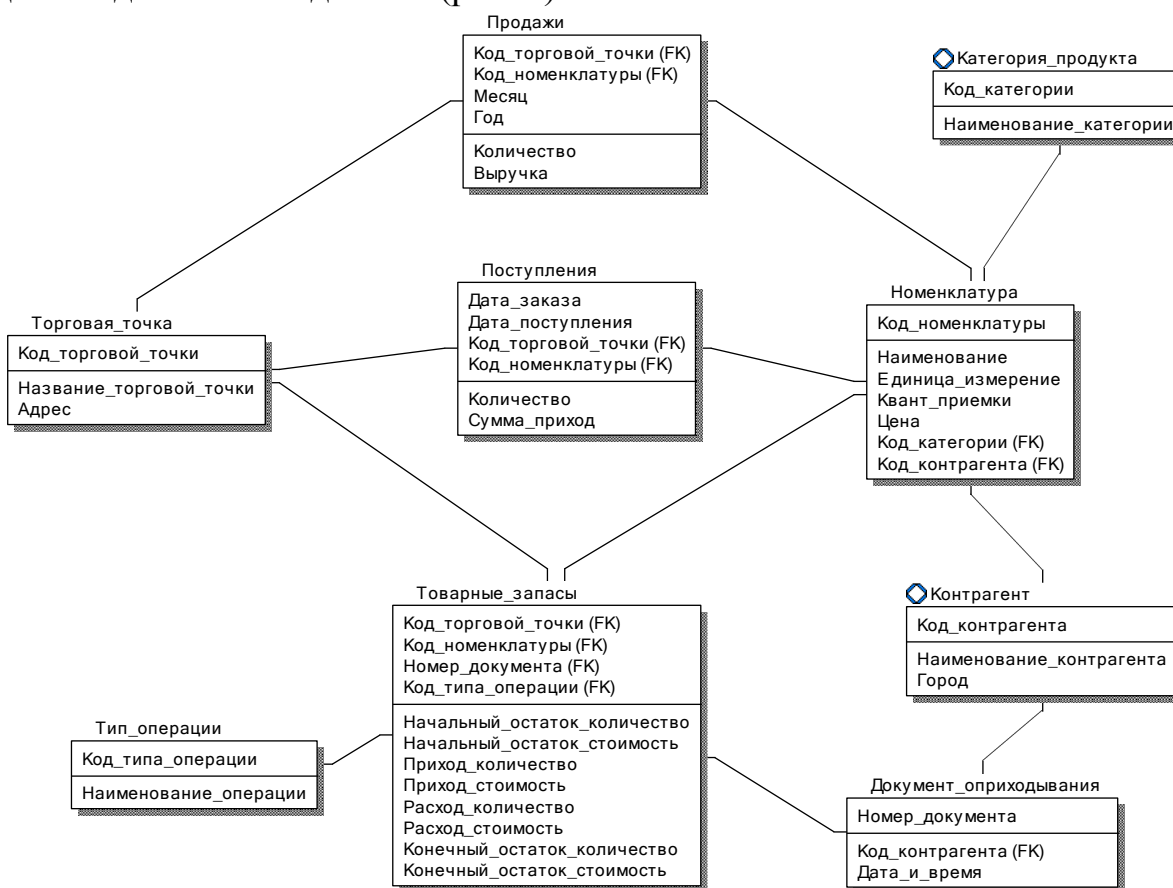 Продажи
Код_торговой_точки (FK)
Код_номенклатуры (FK)
Месяц
Год
Количество
Выручка
Категория_продукта
Код_категории
Наименование_категории
Поступления
Дата_заказа
Дата_поступления
Код_торговой_точки (FK)
Код_номенклатуры (FK)
Количество
Сумма_приход
Торговая_точка
Код_торговой_точки
Название_торговой_точки
Адрес
Номенклатура
Код_номенклатуры
Наименование
Единица_измерение
Квант_приемки
Цена
Код_категории (FK)
Код_контрагента (FK)
Товарные_запасы
Код_торговой_точки (FK)
Код_номенклатуры (FK)
Номер_документа (FK)
Код_типа_операции (FK)
Начальный_остаток_количество
Начальный_остаток_стоимость
Приход_количество
Приход_стоимость
Расход_количество
Расход_стоимость
Конечный_остаток_количество
Конечный_остаток_стоимость
Контрагент
Код_контрагента
Наименование_контрагента
Город
Тип_операции
Код_типа_операции
Наименование_операции
Документ_оприходывания
Номер_документа
Код_контрагента (FK)
Дата_и_время